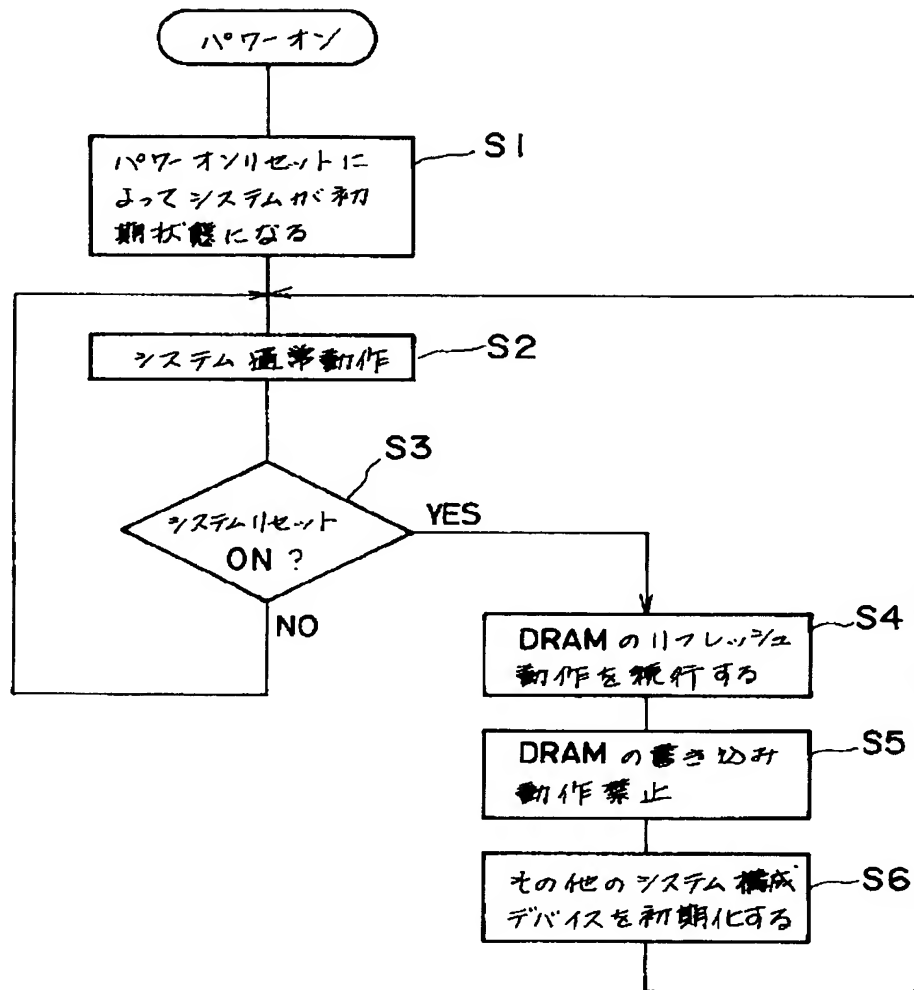 パワーオン
S1
パワーオンリセットに
よってシステムが初
期状態になる
システム通常動作
S2
S3
システムリセット
ON?
YES
NO
DRAMのリフレッシュ
動作を続行する
S4
DRAMの書き込み
動作禁止
S5
その他のシステム構成
デバイスを初期化する
S6